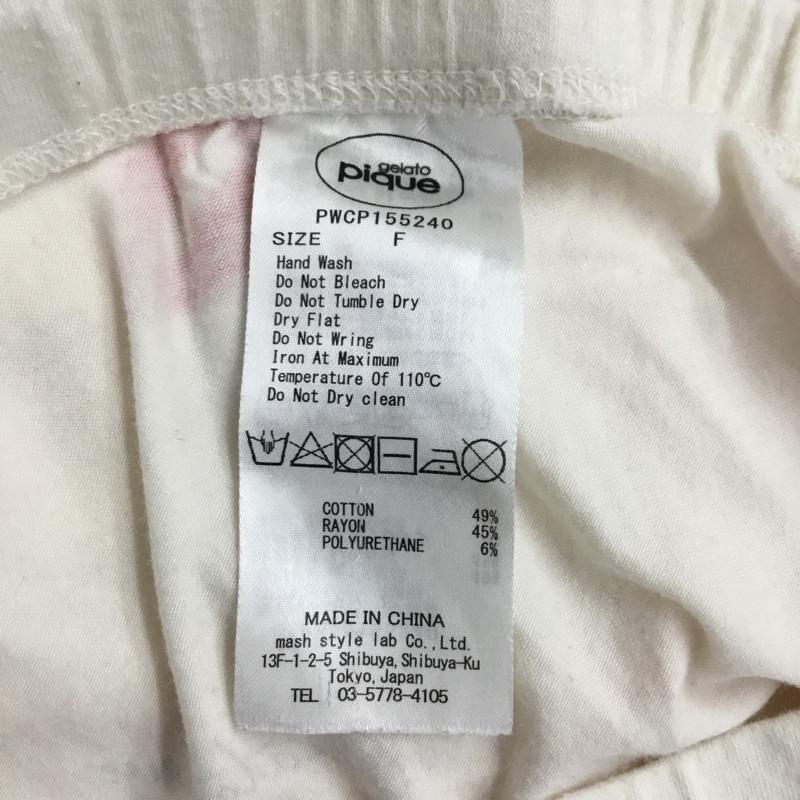 gelato
pique
PWCP155240
SIZE F
Hand Wash
Do Not Bleach
Do Not Tumble Dry
Dry Flat
Do Not Wring
Iron At Maximum
Temperature Of 110℃
Do Not Dry clean
COTTON 49%
RAYON 45%
POLYURETHANE 6%
MADE IN CHINA
mash style lab Co.,Ltd.
13F-1-2-5 Shibuya,Shibuya-Ku
Tokyo,Japan
TEL 03-5778-4105